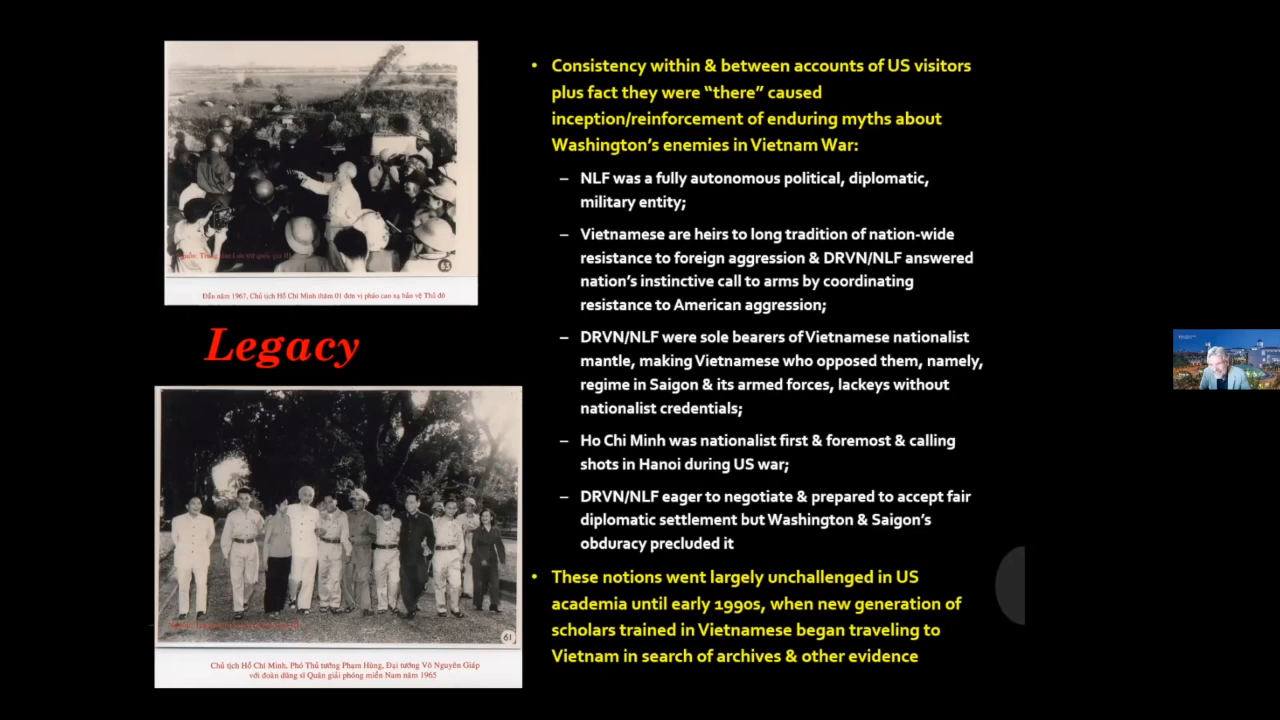 • Consistency within & between accounts of US visitors
plus fact they were “there” caused
inception/reinforcement of enduring myths about
Washington’s enemies in Vietnam War:
– NLF was a fully autonomous political, diplomatic,
military entity;
– Vietnamese are heirs to long tradition of nation-wide
resistance to foreign aggression & DRVN/NLF answered
nation’s instinctive call to arms by coordinating
resistance to American aggression;
– DRVN/NLF were sole bearers of Vietnamese nationalist
mantle, making Vietnamese who opposed them, namely,
regime in Saigon & its armed forces, lackeys without
nationalist credentials;
– Ho Chi Minh was nationalist first & foremost & calling
shots in Hanoi during US war;
– DRVN/NLF eager to negotiate & prepared to accept fair
diplomatic settlement but Washington & Saigon’s
obduracy precluded it
• These notions went largely unchallenged in US
academia until early 1990s, when new generation of
scholars trained in Vietnamese began traveling to
Vietnam in search of archives & other evidence
63
Đầu năm 1967, Chủ tịch Hồ Chí Minh thăm 01 đơn vị pháo cao xạ bảo vệ Thủ đô
Legacy
61
Chủ tịch Hồ Chí Minh, Phó Thủ tướng Phạm Hùng, Đại tướng Võ Nguyên Giáp
với đoàn dũng sĩ Quân giải phóng miền Nam năm 1965